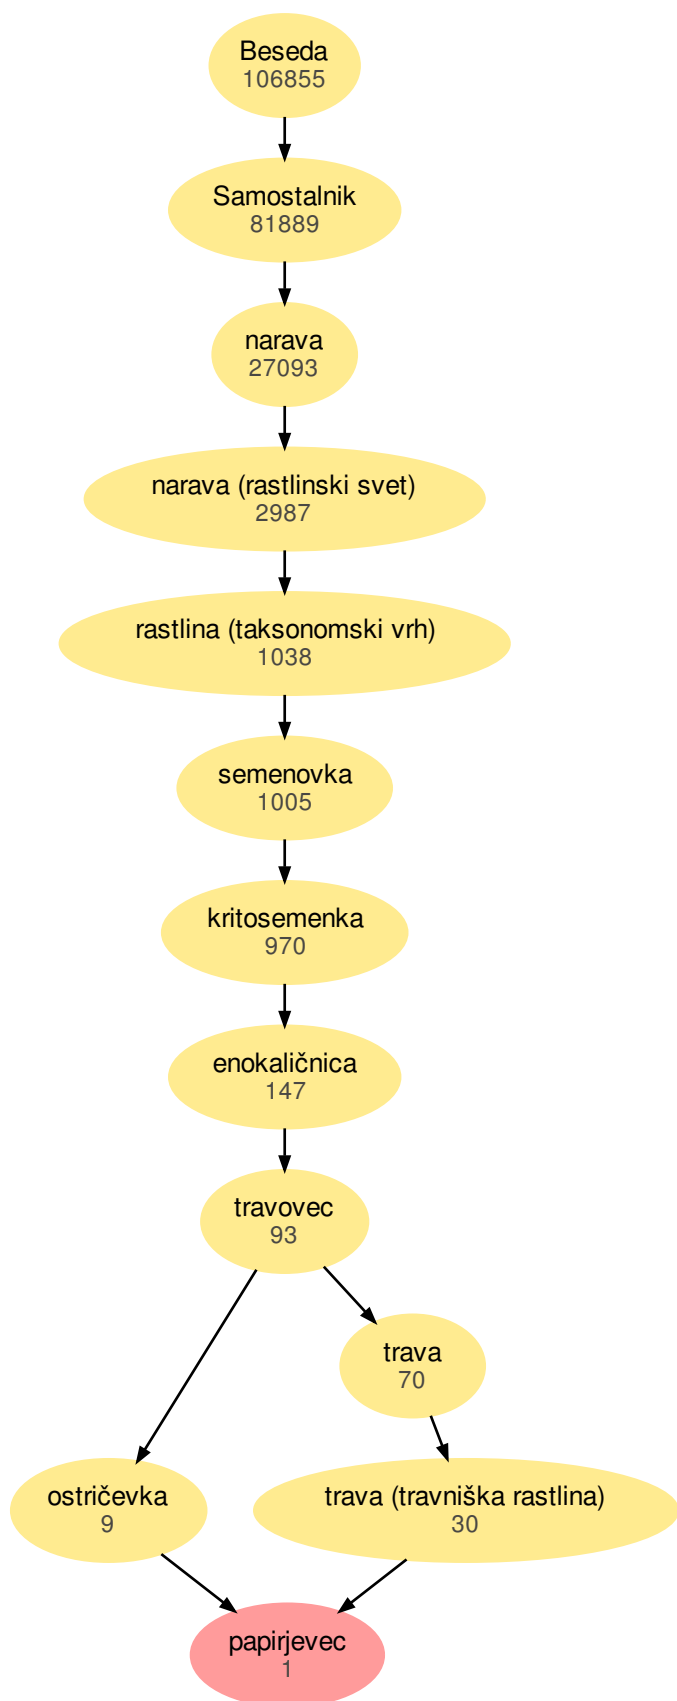 Beseda
106855
Samostalnik
81889
narava
27093
narava (rastlinski svet)
2987
rastlina (taksonomski vrh)
1038
semenovka
1005
kritosemenka
970
enokaličnica
147
travovec
93
trava
70
ostričevka
9
trava (travniška rastlina)
30
papirjevec
1